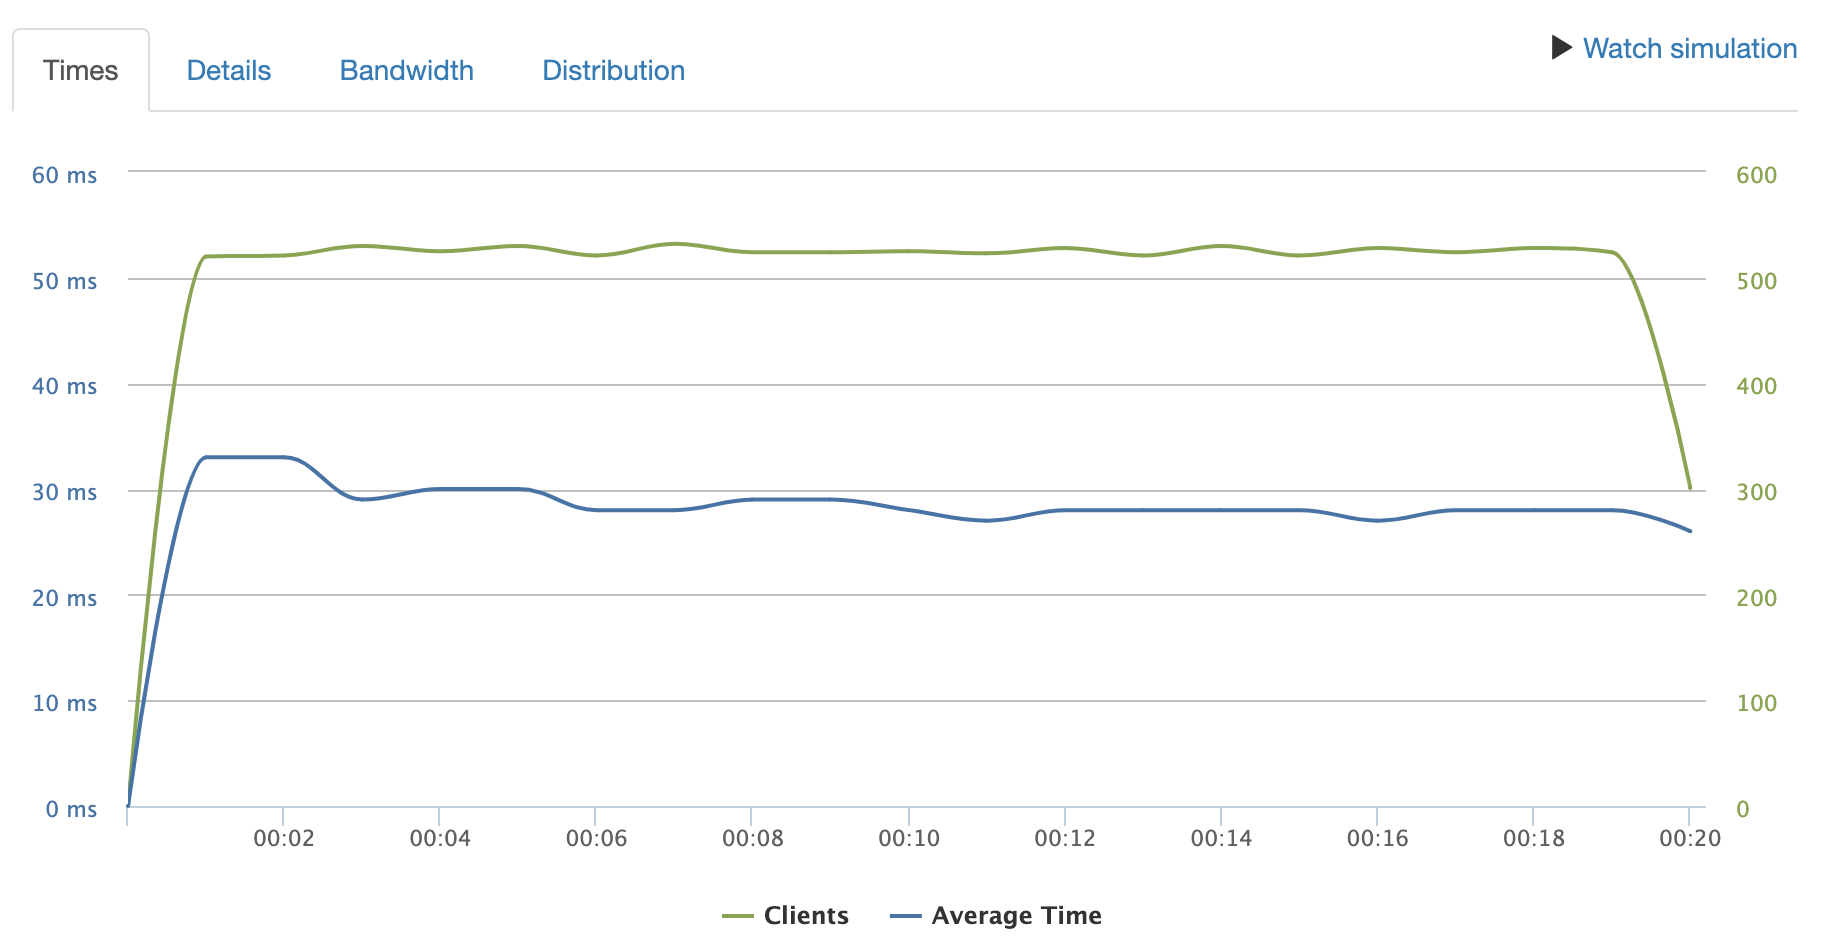 Times Details Bandwidth Distribution Watch simulation
60 ms 600
50 ms 500
40 ms 400
30 ms 300
20 ms 200
10 ms 100
0 ms 0
00:02 00:04 00:06 00:08 00:10 00:12 00:14 00:16 00:18 00:20
Clients Average Time